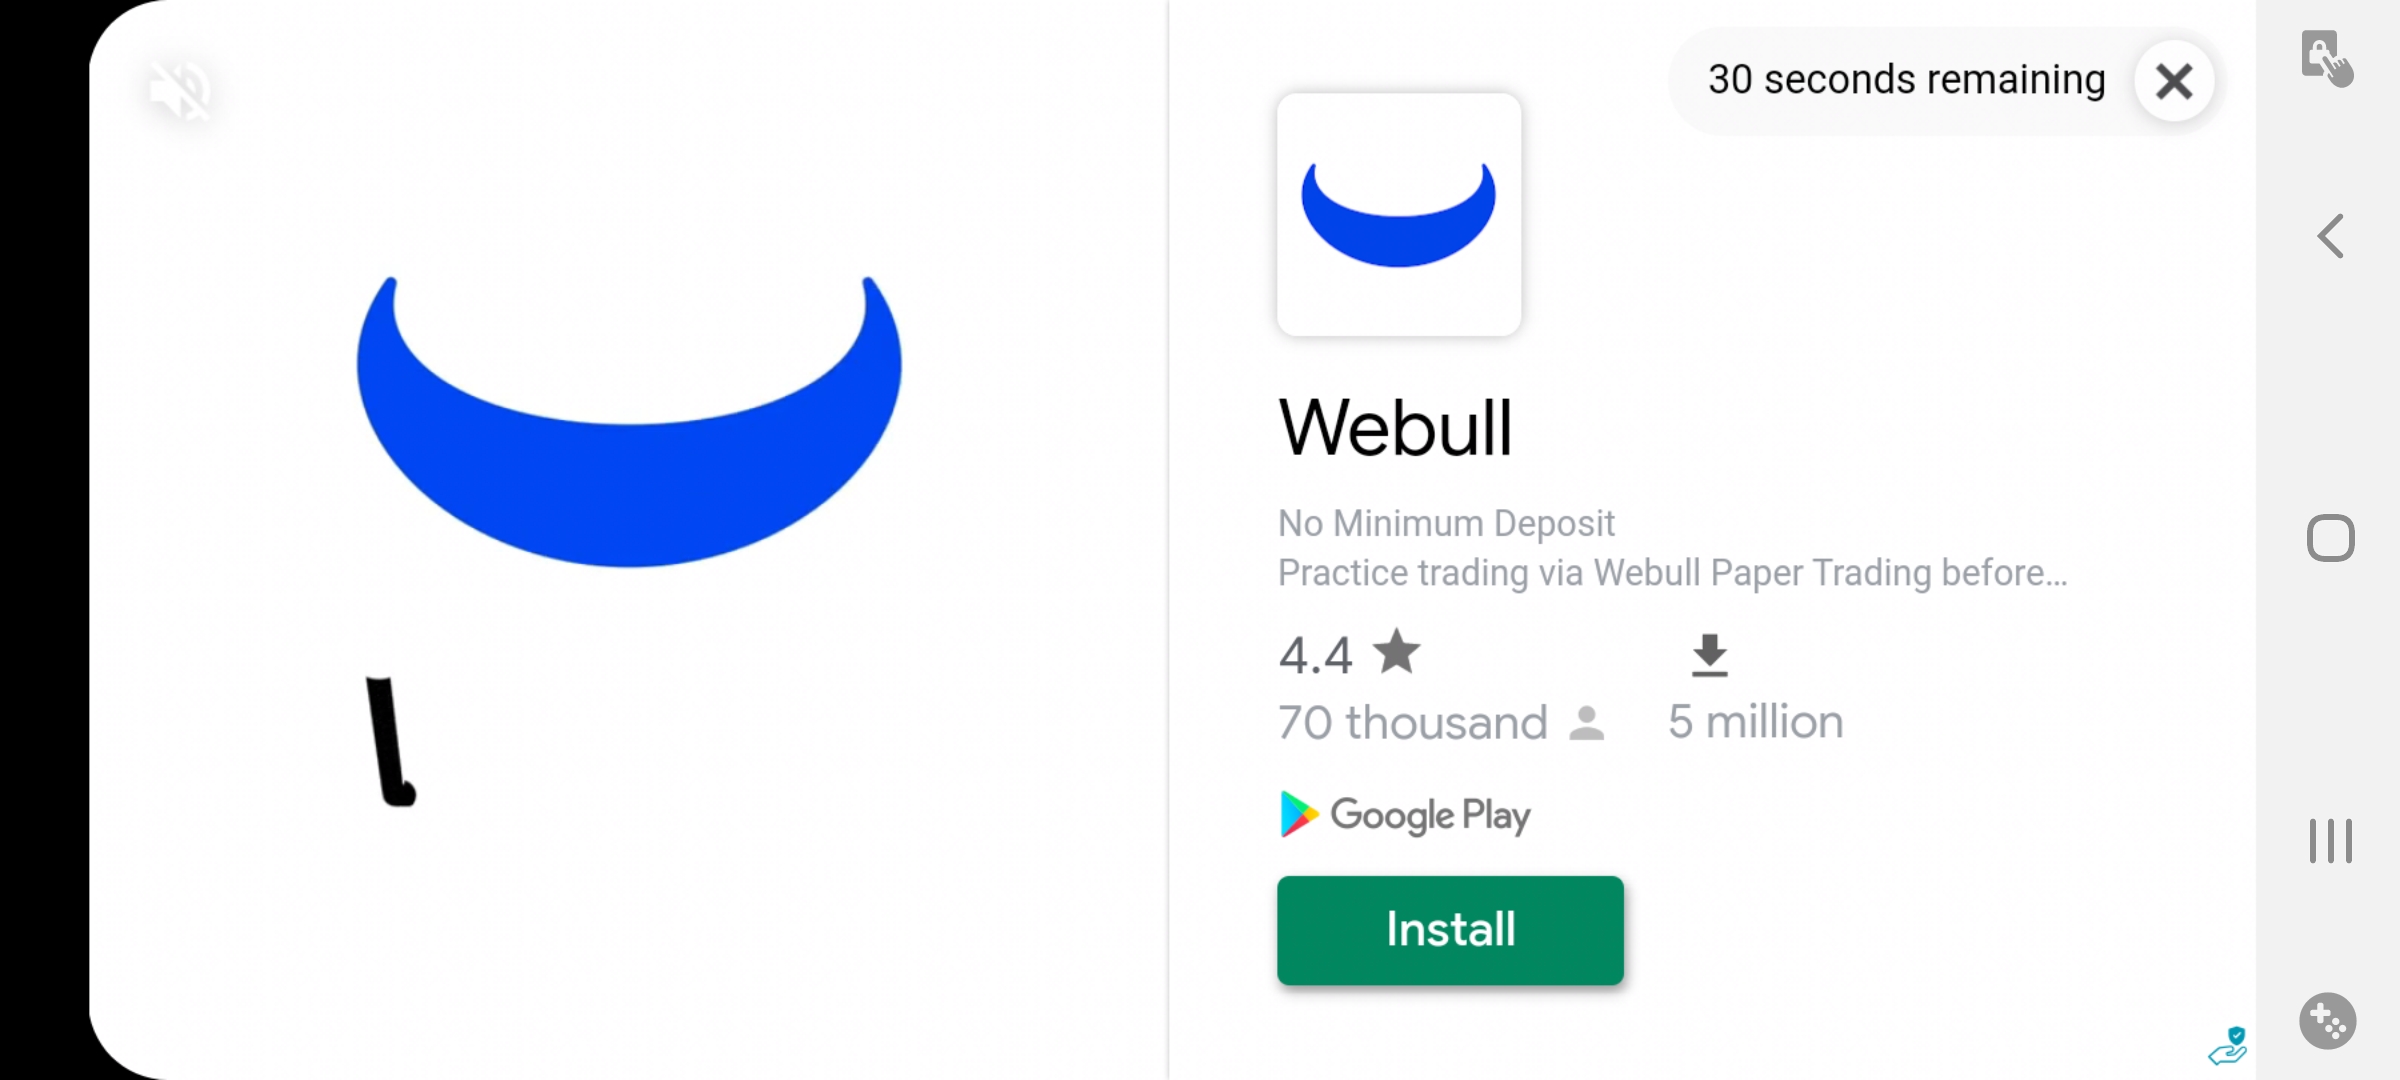 30 seconds remaining
Webull
No Minimum Deposit
Practice trading via Webull Paper Trading before…
4.4
70 thousand
5 million
Google Play
Install